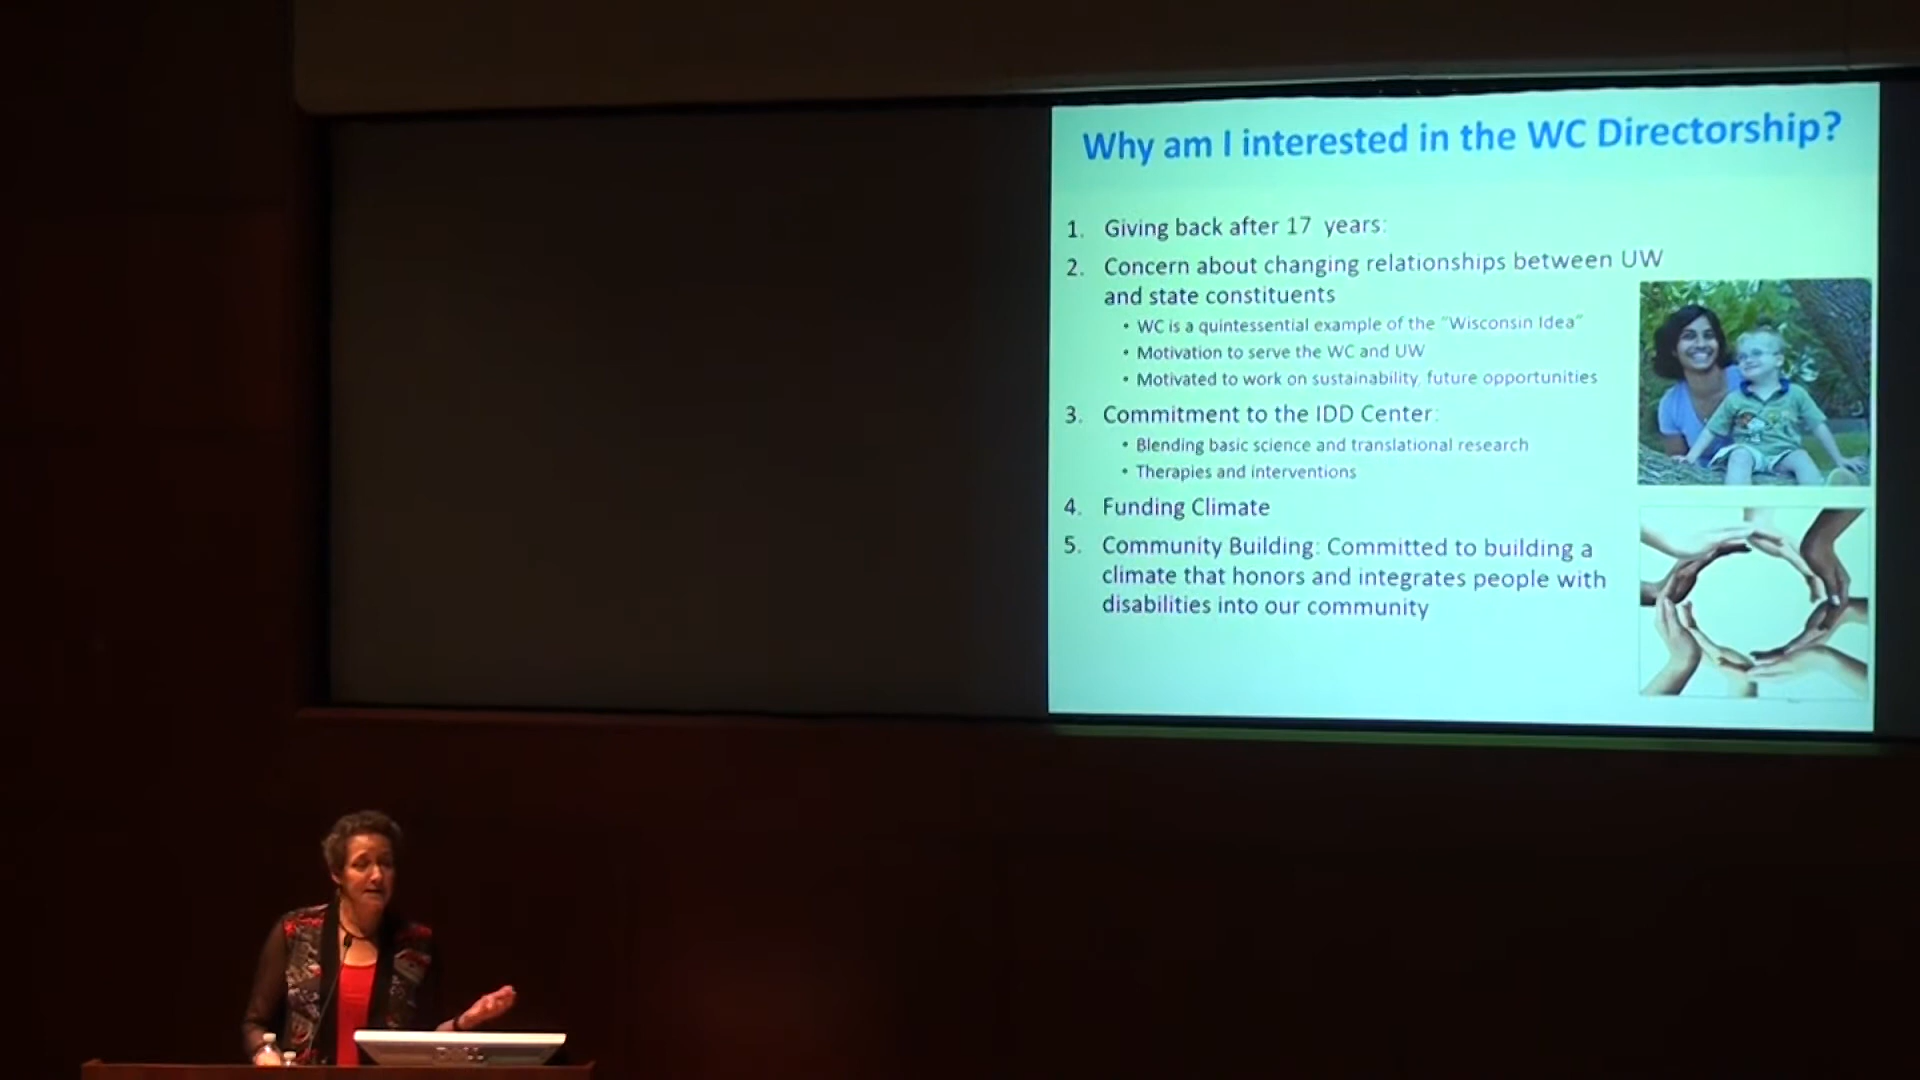 Why am I interested in the WC Directorship?
1. Giving back after 17 years:
2. Concern about changing relationships between UW
and state constituents
• WC is a quintessential example of the "Wisconsin Idea"
• Motivation to serve the WC and UW
• Motivated to work on sustainability, future opportunities
3. Commitment to the IDD Center:
• Blending basic science and translational research
• Therapies and interventions
4. Funding Climate
5. Community Building: Committed to building a
climate that honors and integrates people with
disabilities into our community
DELL